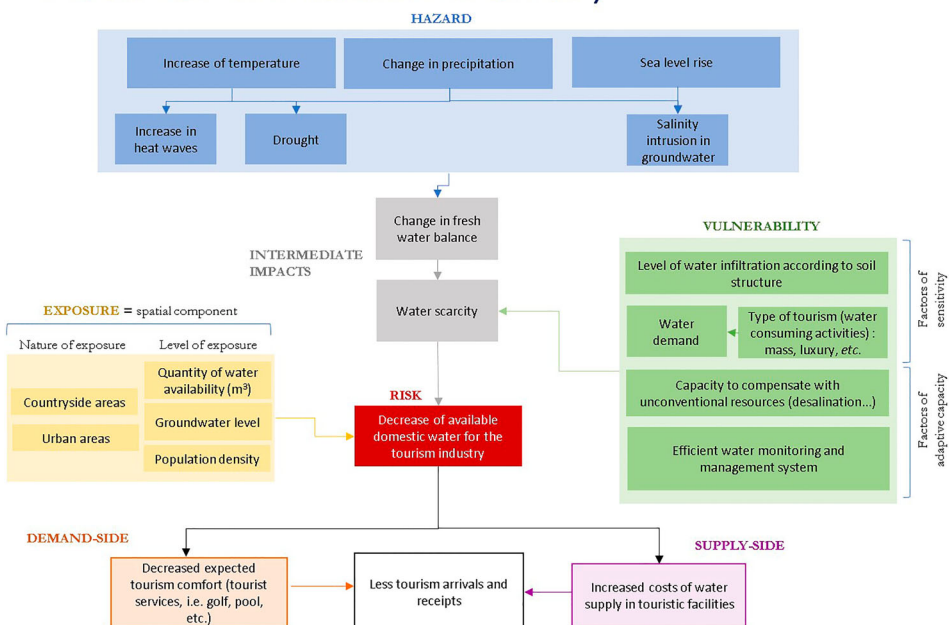 HAZARD
Increase of temperature
Change in precipitation
Sea level rise
Increase in
heat waves
Drought
Salinity
intrusion in
groundwater
Change in fresh
water balance
INTERMEDIATE
IMPACTS
Water scarcity
VULNERABILITY
Level of water infiltration according to soil
structure
Water
demand
Type of tourism (water
consuming activities) :
mass, luxury, etc.
Factors of
sensitivity
Capacity to compensate with
unconventional resources (desalination...)
Efficient water monitoring and
management system
Factors of
adaptive capacity
EXPOSURE = spatial component
Nature of exposure
Level of exposure
Countryside areas
Urban areas
Quantity of water
availability (m³)
Groundwater level
Population density
RISK
Decrease of available
domestic water for the
tourism industry
DEMAND-SIDE
Decreased expected
tourism comfort (tourist
services, i.e. golf, pool,
etc.)
Less tourism arrivals and
receipts
SUPPLY-SIDE
Increased costs of water
supply in touristic facilities